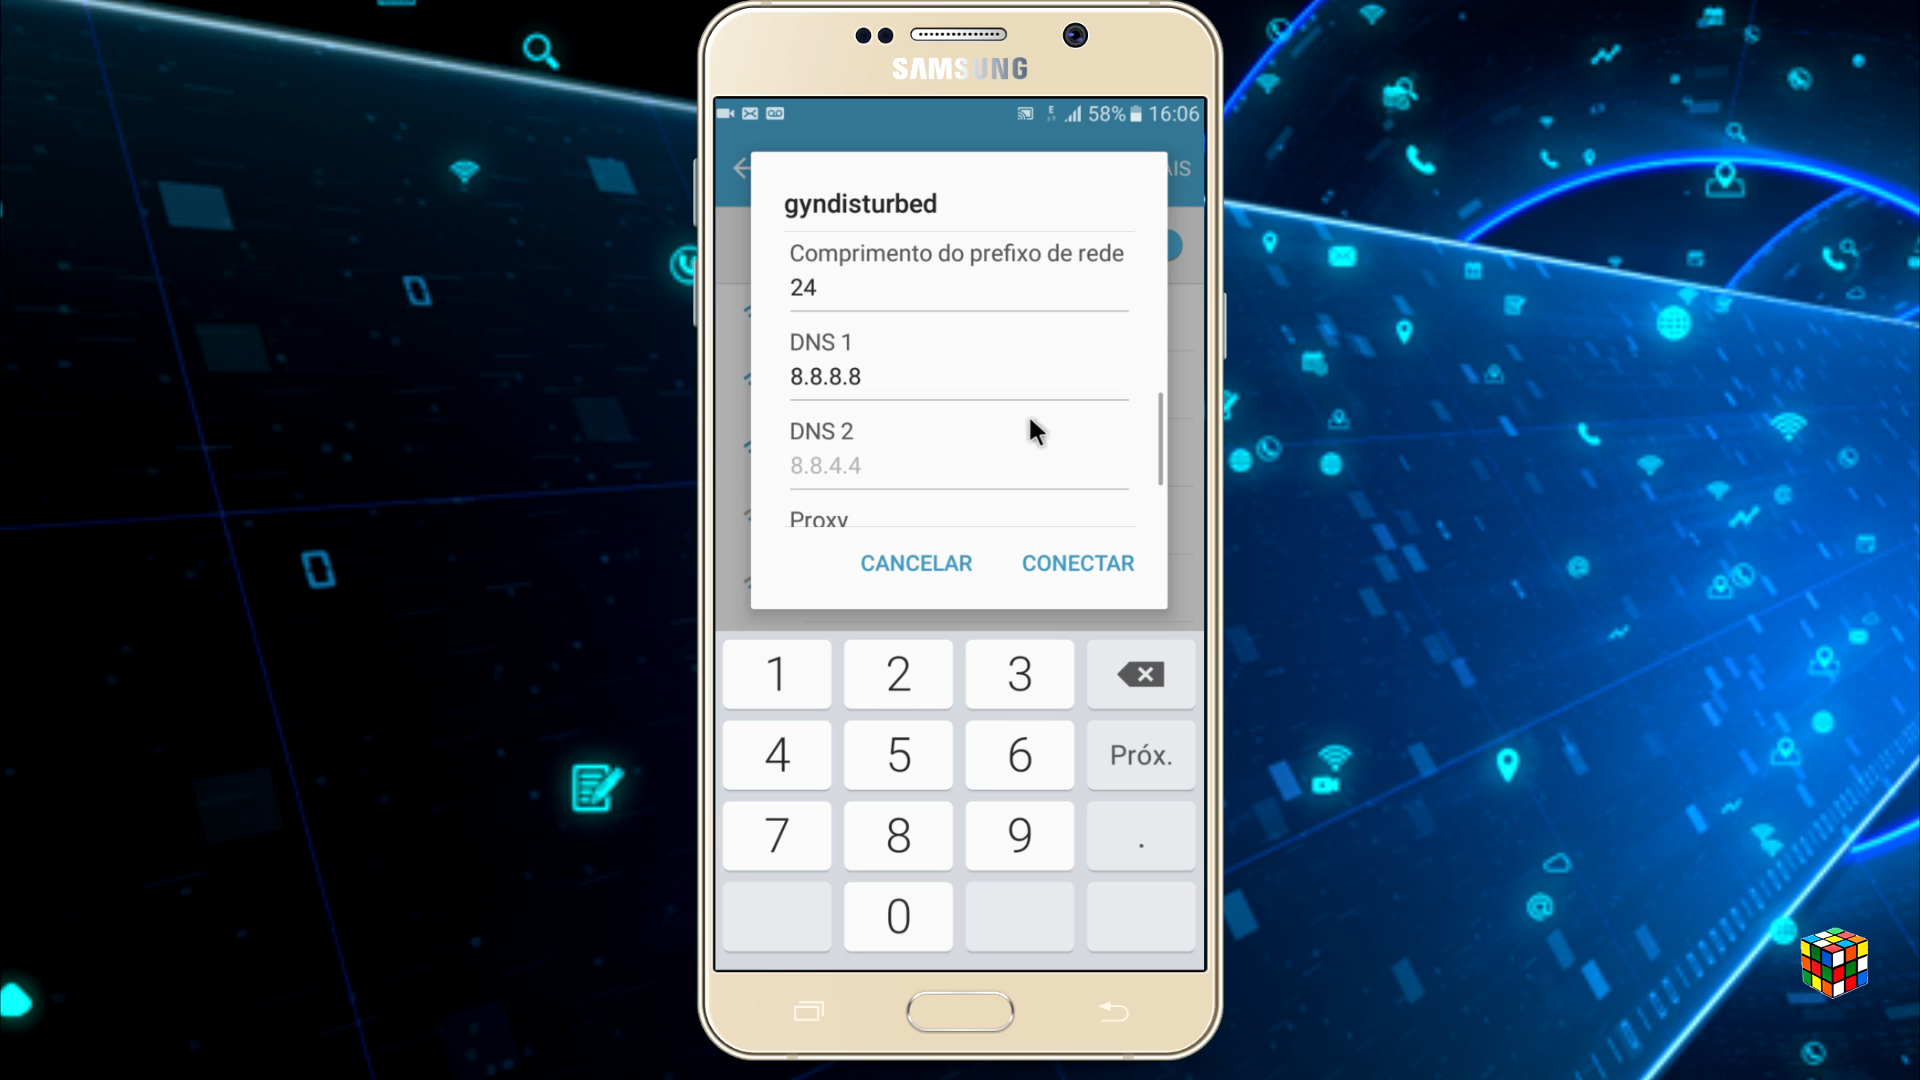 SAMSUNG
58% 16:06
AIS
gyndisturbed
Comprimento do prefixo de rede
24
DNS 1
8.8.8.8
DNS 2
8.8.4.4
Proxy
CANCELAR CONECTAR
1 2 3
4 5 6 Próx.
7 8 9 .
0